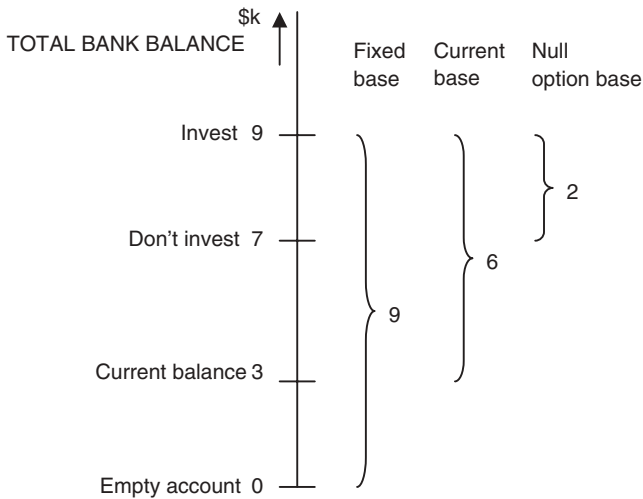 $k
TOTAL BANK BALANCE
Fixed base
Current base
Null option base
Invest 9
2
Don't invest 7
6
9
Current balance 3
Empty account 0